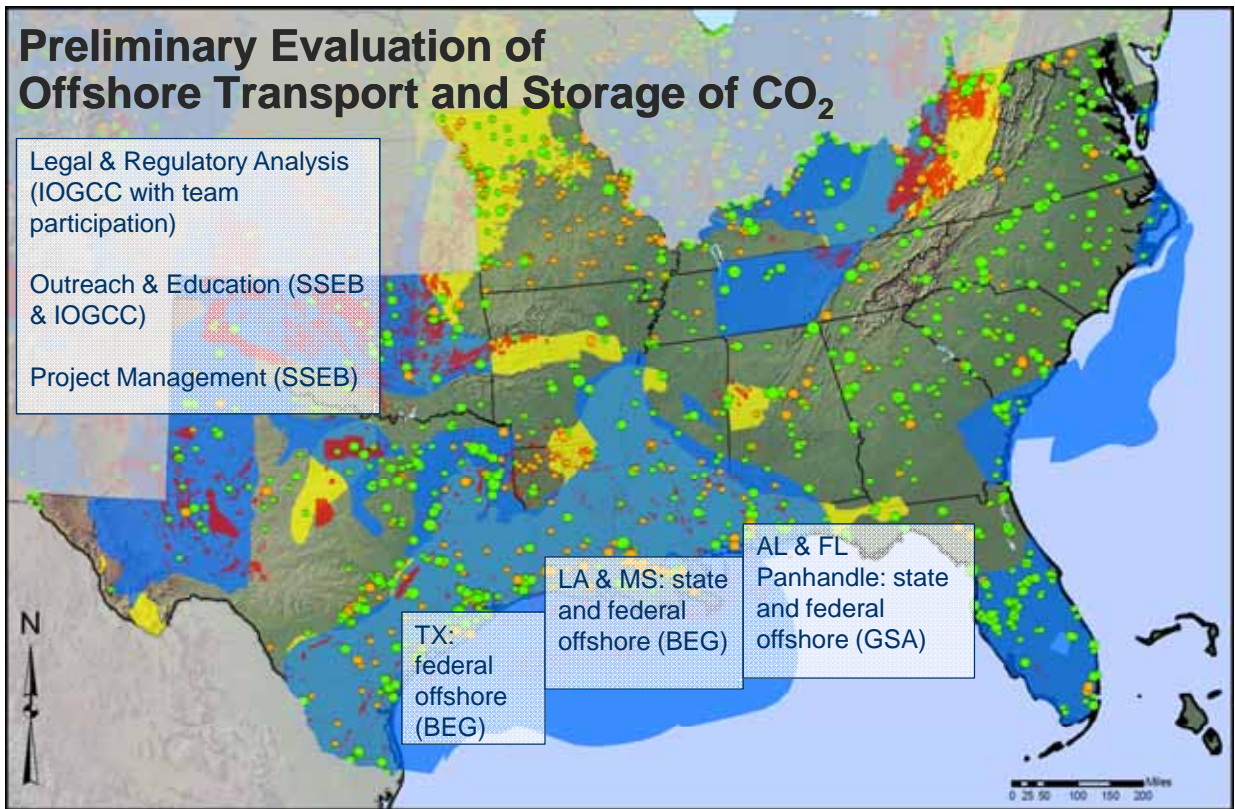 Preliminary Evaluation of
Offshore Transport and Storage of CO₂
Legal & Regulatory Analysis
(IOGCC with team
participation)
Outreach & Education (SSEB
& IOGCC)
Project Management (SSEB)
TX:
federal
offshore
(BEG)
LA & MS: state
and federal
offshore (BEG)
AL & FL
Panhandle: state
and federal
offshore (GSA)
N
Miles
0 25 50 100 150 200